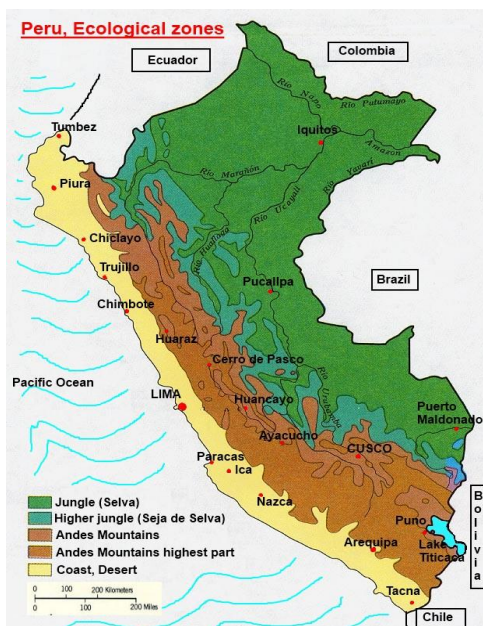 Peru, Ecological zones
Ecuador
Colombia
Rio Napo
Rio Putumayo
Tumbez
Iquitos
Amazon
Rio Marañón
Rio Yavari
Piura
Rio Ucayali
Chiclayo
Rio Huallaga
Trujillo
Pucallpa
Brazil
Chimbote
Huaraz
Cerro de Pasco
Pacific Ocean
Rio Urubamba
LIMA
Huancayo
Puerto
Maldonado
Ayacucho
CUSCO
Paracas
Ica
Nazca
Bolivia
Puno
Lake
Titicaca
Arequipa
Tacna
Chile
Jungle (Selva)
Higher jungle (Seja de Selva)
Andes Mountains
Andes Mountains highest part
Coast, Desert
0 100 200 Kilometers
0 100 200 Miles